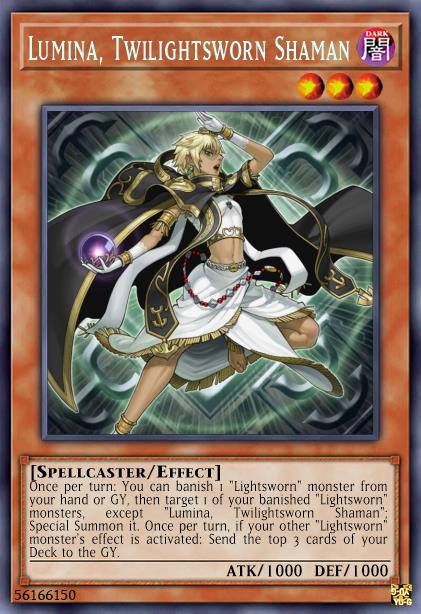 LUMINA, TWILIGHTSWORN SHAMAN
DARK
闇
[SPELLCASTER/EFFECT]
Once per turn: You can banish 1 "Lightsworn" monster from
your hand or GY, then target 1 of your banished "Lightsworn"
monsters, except "Lumina, Twilightsworn Shaman";
Special Summon it. Once per turn, if your other "Lightsworn"
monster's effect is activated: Send the top 3 cards of your
Deck to the GY.
ATK/1000 DEF/1000
56166150